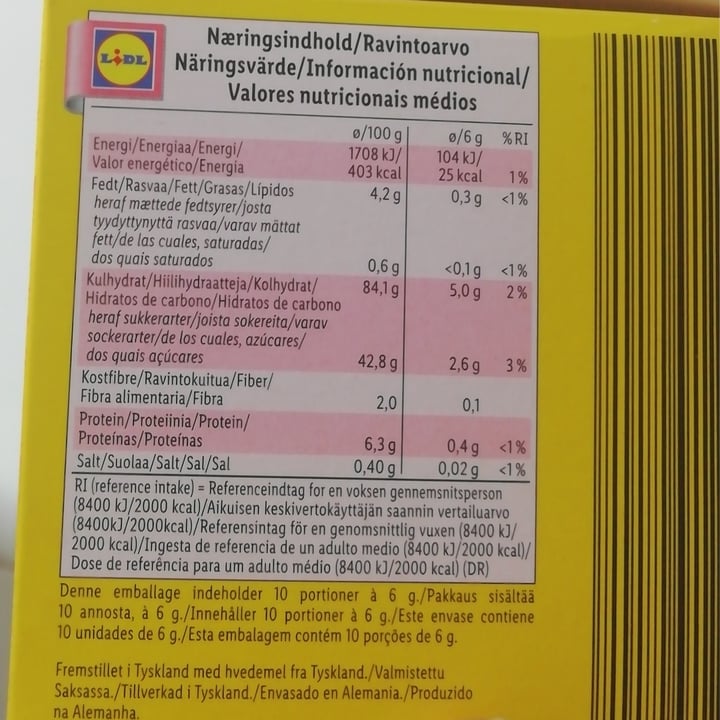 LIDL
Næringsindhold/Ravintoarvo
Näringsvärde/Información nutricional/
Valores nutricionais médios
ø/100 g ø/6 g %RI
Energi/Energiaa/Energi/ 1708 kJ/ 104 kJ/
Valor energético/Energia 403 kcal 25 kcal 1%
Fedt/Rasvaa/Fett/Grasas/Lípidos 4,2 g 0,3 g <1%
heraf mættede fedtsyrer/josta
tyydyttynyttä rasvaa/varav mättat
fett/de las cuales, saturadas/
dos quais saturados 0,6 g <0,1 g <1%
Kulhydrat/Hiilihydraatteja/Kolhydrat/ 84,1 g 5,0 g 2%
Hidratos de carbono/Hidratos de carbono
heraf sukkerarter/joista sokereita/varav
sockerarter/de los cuales, azúcares/
dos quais açúcares 42,8 g 2,6 g 3%
Kostfibre/Ravintokuitua/Fiber/
Fibra alimentaria/Fibra 2,0 0,1
Protein/Proteiinia/Protein/
Proteínas/Proteínas 6,3 g 0,4 g <1%
Salt/Suolaa/Salt/Sal/Sal 0,40 g 0,02 g <1%
RI (reference intake) = Referenceindtag for en voksen gennemsnitsperson
(8400 kJ/2000 kcal)/Aikuisen keskivertokäyttäjän saannin vertailuarvo
(8400kJ/2000kcal)/Referensintag för en genomsnittlig vuxen (8400 kJ/
2000 kcal)/Ingesta de referencia de un adulto medio (8400 kJ/2000 kcal)/
Dose de referência para um adulto médio (8400 kJ/2000 kcal) (DR)
Denne emballage indeholder 10 portioner à 6 g./Pakkaus sisältää
10 annosta, à 6 g./Innehåller 10 portioner à 6 g./Este envase contiene
10 unidades de 6 g./Esta embalagem contém 10 porções de 6 g.
Fremstillet i Tyskland med hvedemel fra Tyskland./Valmistettu
Saksassa./Tillverkad i Tyskland./Envasado en Alemania./Produzido
na Alemanha.